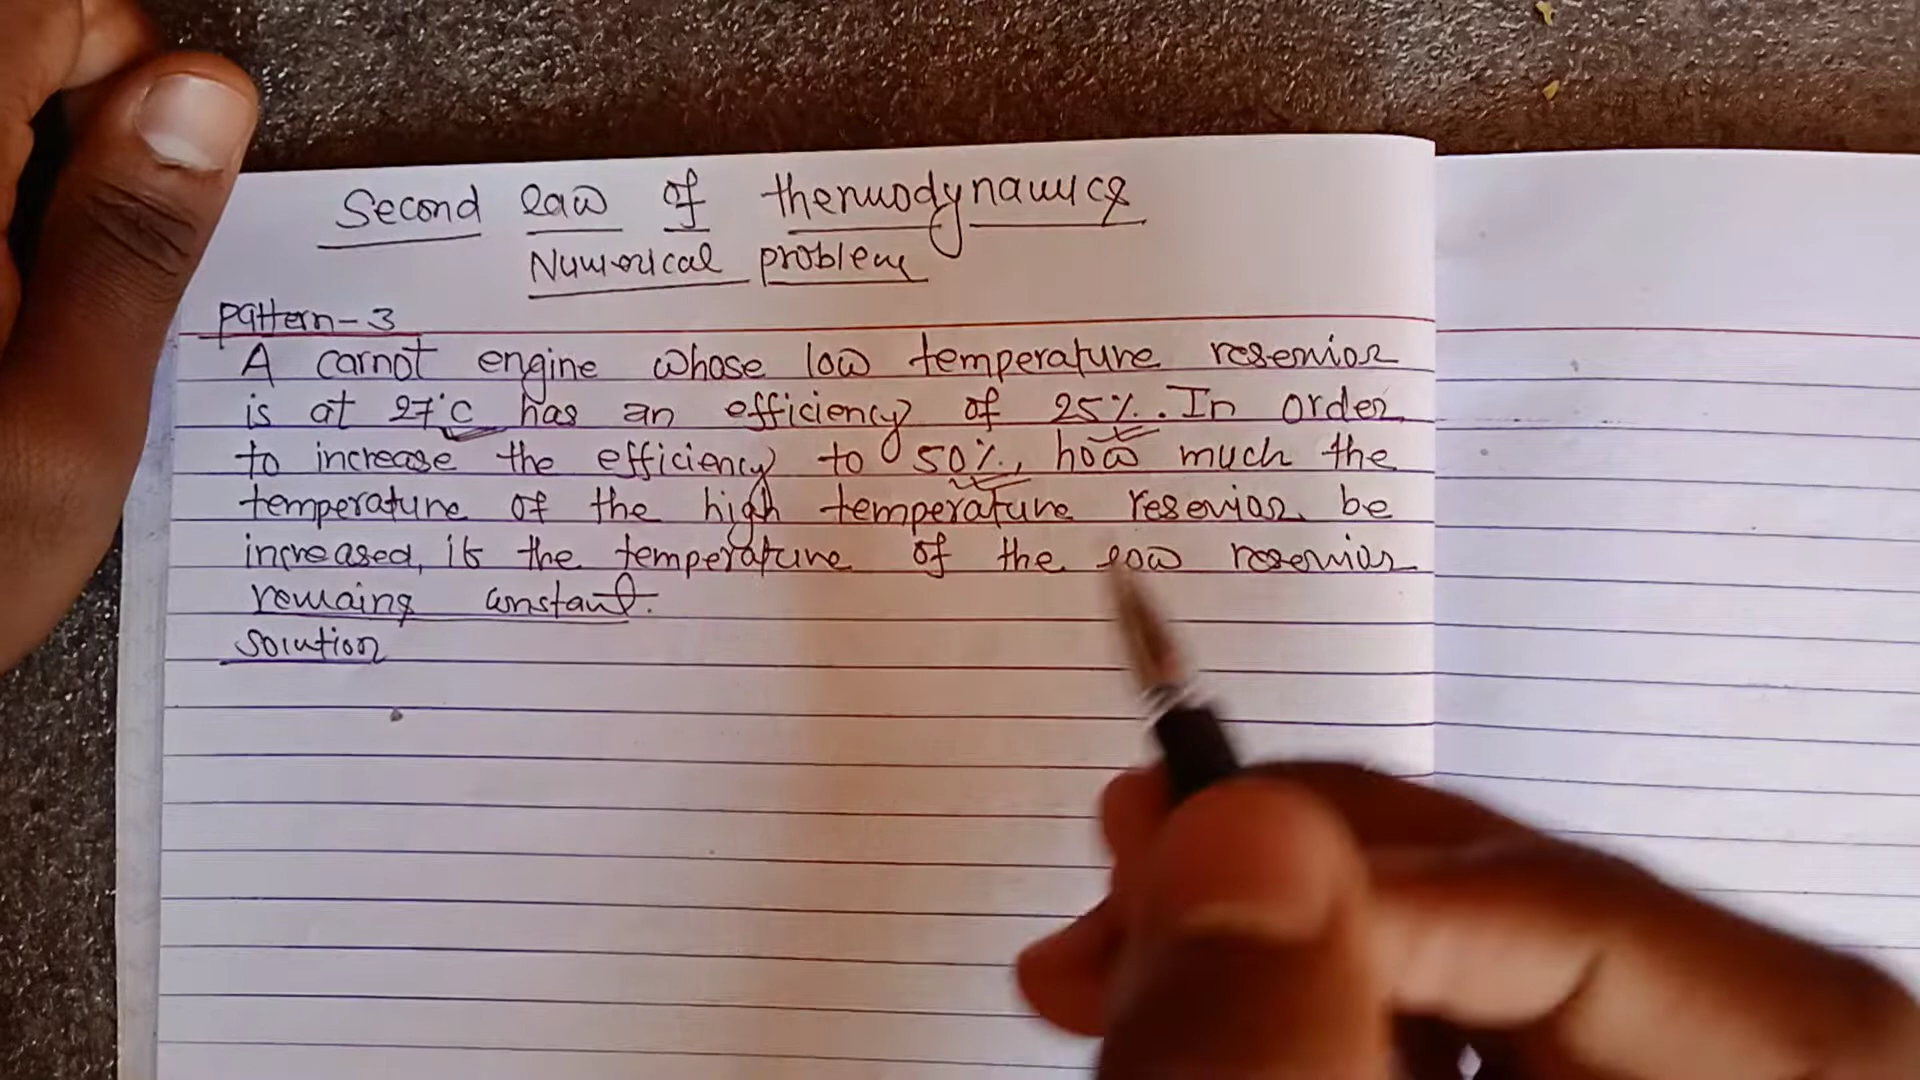 Second law of thermodynamics
Numerical problem
Pattern-3
A carnot engine whose low temperature reservior
is at 27°C has an efficiency of 25%. In order
to increase the efficiency to 50%, how much the
temperature of the high temperature resevior be
increased, if the temperature of the low reservior
remains constant.
Solution